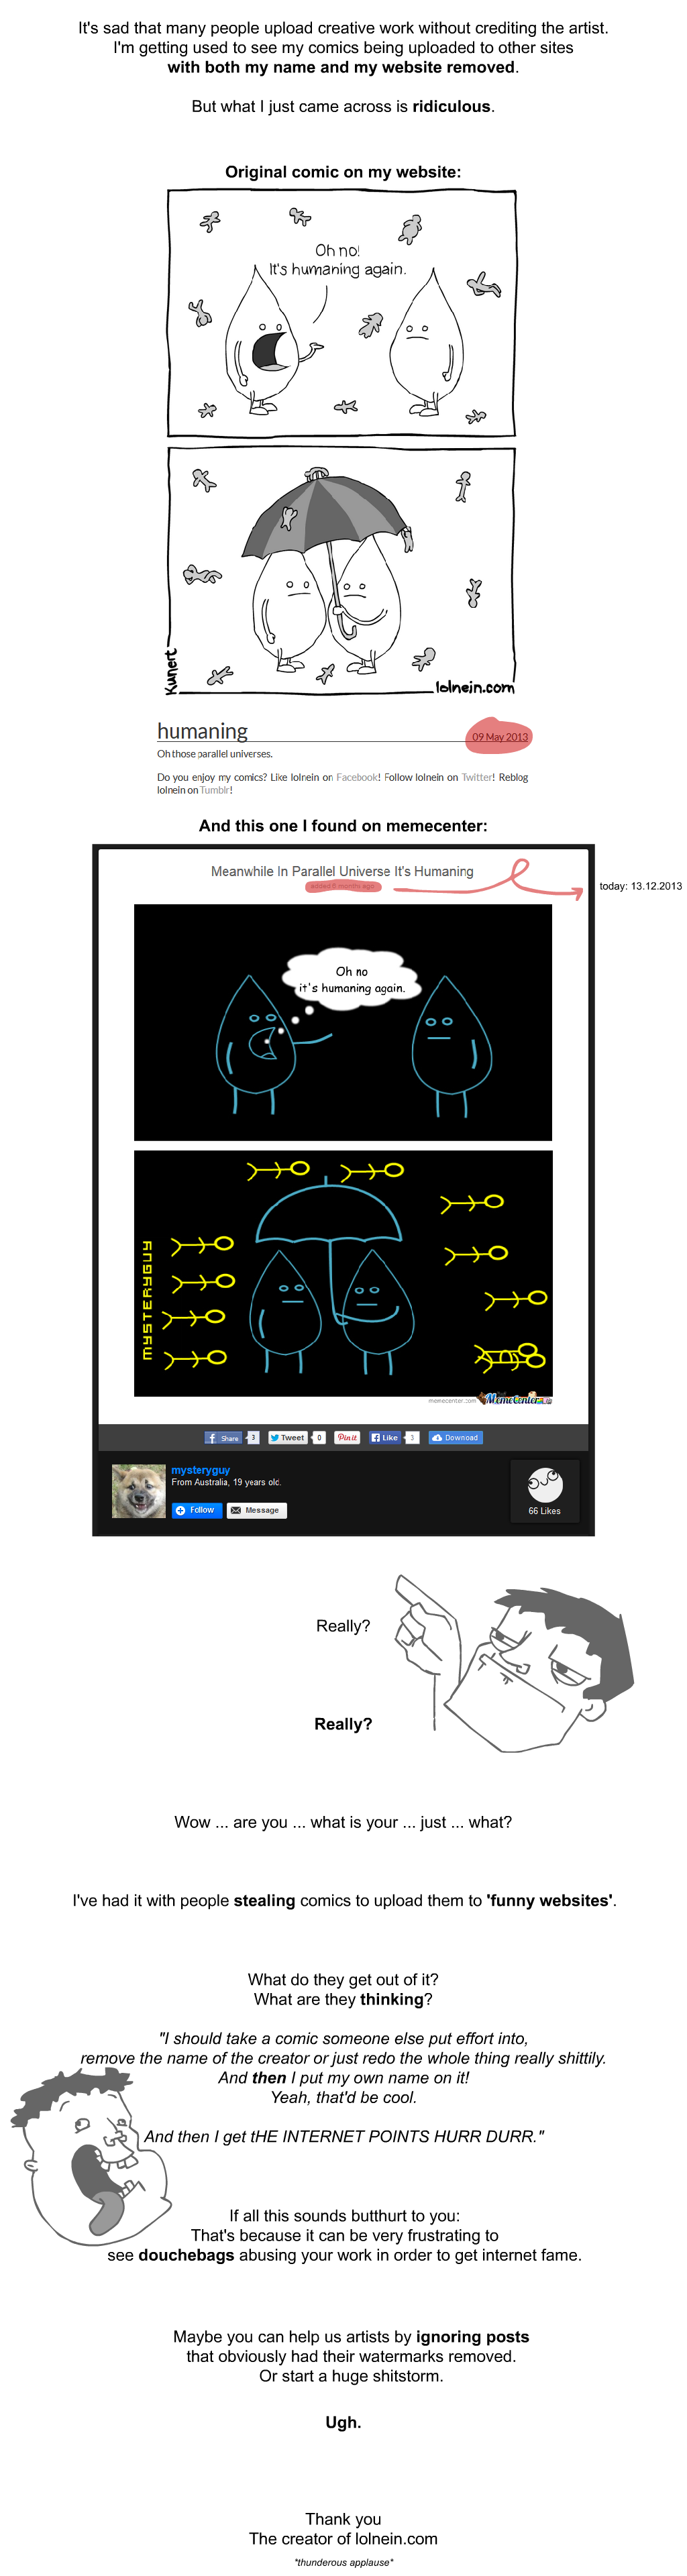 It's sad that many people upload creative work without crediting the artist.
I'm getting used to see my comics being uploaded to other sites
with both my name and my website removed.
But what I just came across is ridiculous.
Original comic on my website:
Oh no!
It's humaning again.
Kunert
lolnein.com
humaning
09 May 2013
Oh those parallel universes.
Do you enjoy my comics? Like lolnein on Facebook! Follow lolnein on Twitter! Reblog
lolnein on Tumblr!
And this one I found on memecenter:
Meanwhile In Parallel Universe It's Humaning
added 6 months ago
today: 13.12.2013
Oh no
it's humaning again.
MYSTERYGUY
memecenter.com MemeCenter
Share 3 Tweet 0 Pin it Like 3 Download
mysteryguy
From Australia, 19 years old.
Follow Message
66 Likes
Really?
Really?
Wow ... are you ... what is your ... just ... what?
I've had it with people stealing comics to upload them to 'funny websites'.
What do they get out of it?
What are they thinking?
"I should take a comic someone else put effort into,
remove the name of the creator or just redo the whole thing really shittily.
And then I put my own name on it!
Yeah, that'd be cool.
And then I get tHE INTERNET POINTS HURR DURR."
If all this sounds butthurt to you:
That's because it can be very frustrating to
see douchebags abusing your work in order to get internet fame.
Maybe you can help us artists by ignoring posts
that obviously had their watermarks removed.
Or start a huge shitstorm.
Ugh.
Thank you
The creator of lolnein.com
*thunderous applause*